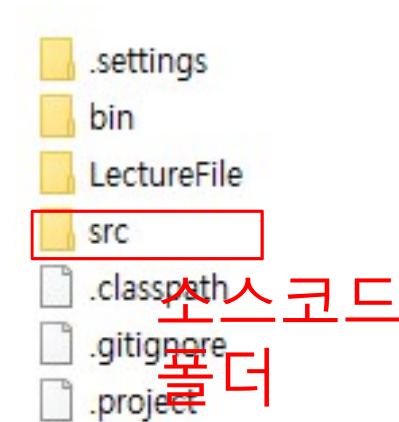 .settings
bin
LectureFile
src
.classpath
.gitignore
.project
소스코드
폴더